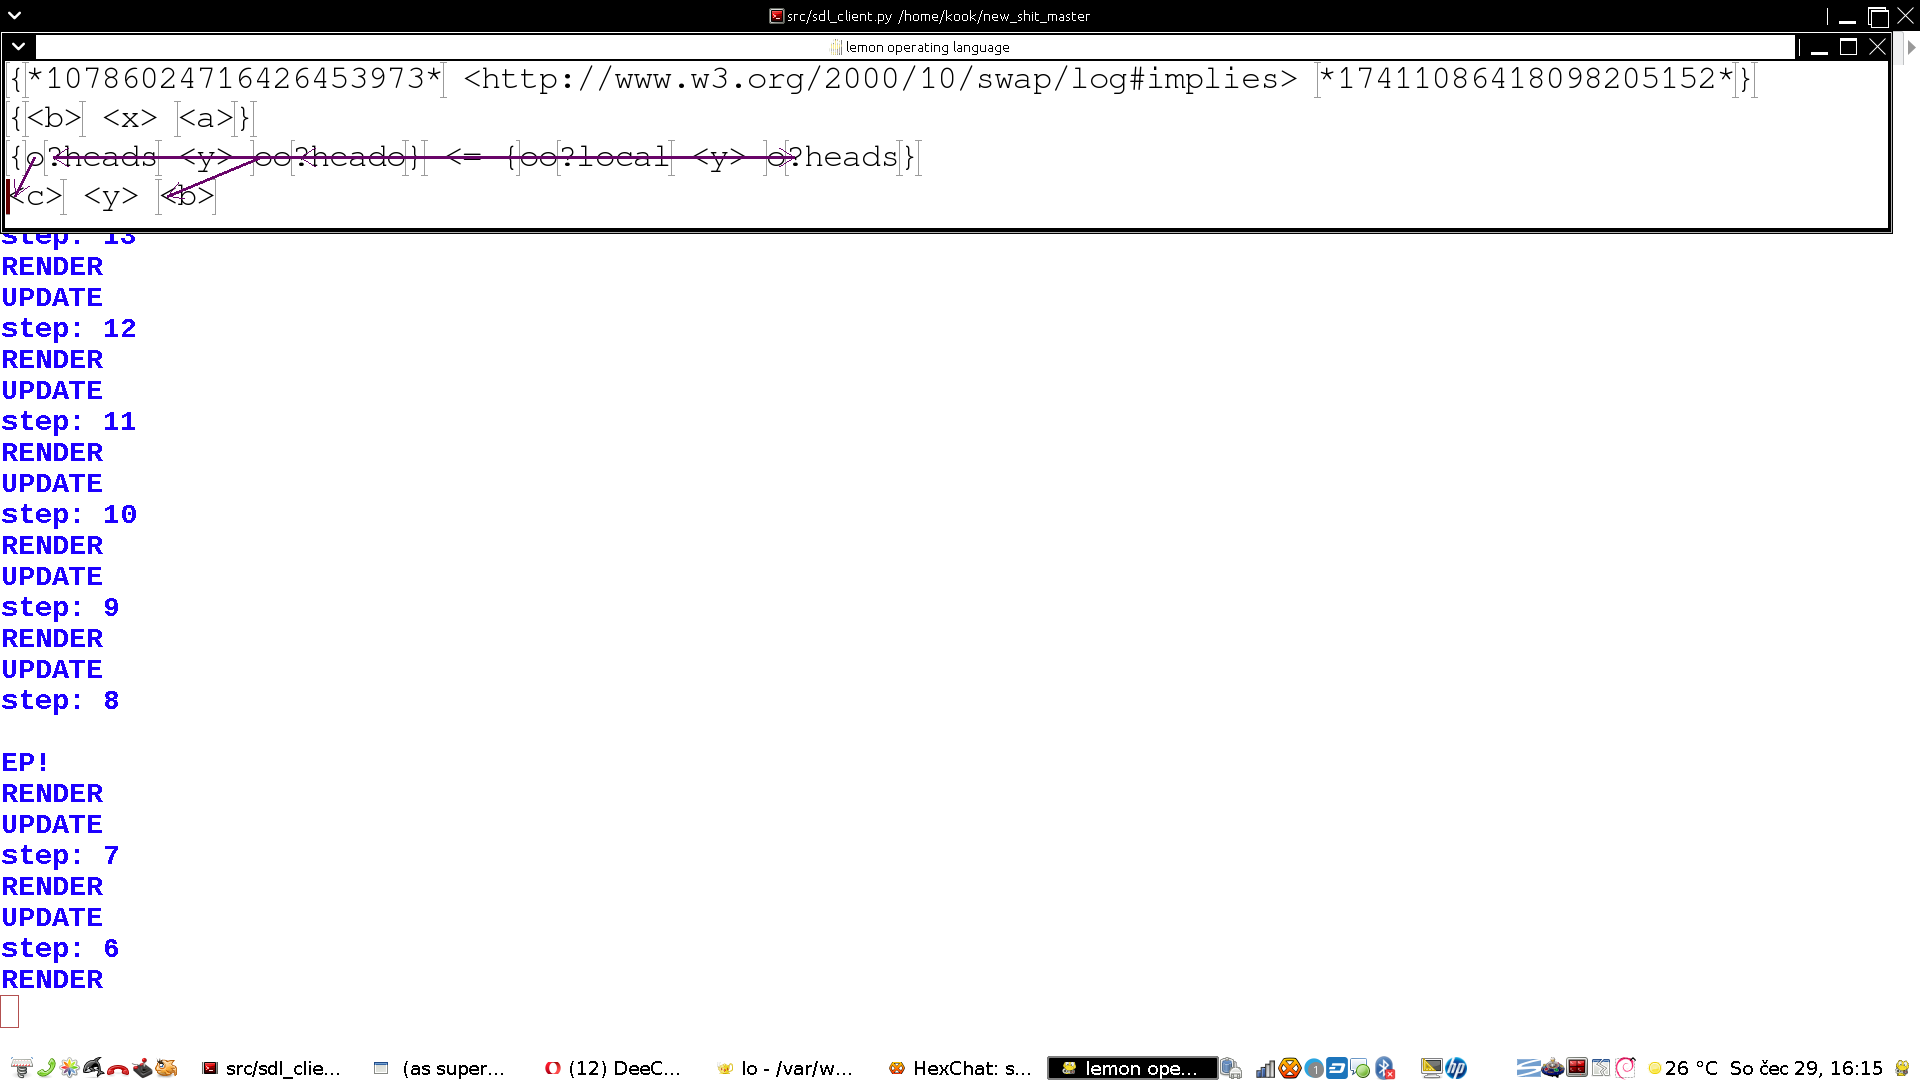 src/sdl_client.py /home/kook/new_shit_master
lemon operating language
{*10786024716426453973* <http://www.w3.org/2000/10/swap/log#implies> *17411086418098205152*}
{<b> <x> <a>}
{o?heads <y> oo?heado} <= {oo?local <y> o?heads}
<c> <y> <b>
step: 13
RENDER
UPDATE
step: 12
RENDER
UPDATE
step: 11
RENDER
UPDATE
step: 10
RENDER
UPDATE
step: 9
RENDER
UPDATE
step: 8
EP!
RENDER
UPDATE
step: 7
RENDER
UPDATE
step: 6
RENDER
src/sdl_clie... (as super... (12) DeeC... lo - /var/w... HexChat: s... lemon ope... 26 °C So čec 29, 16:15